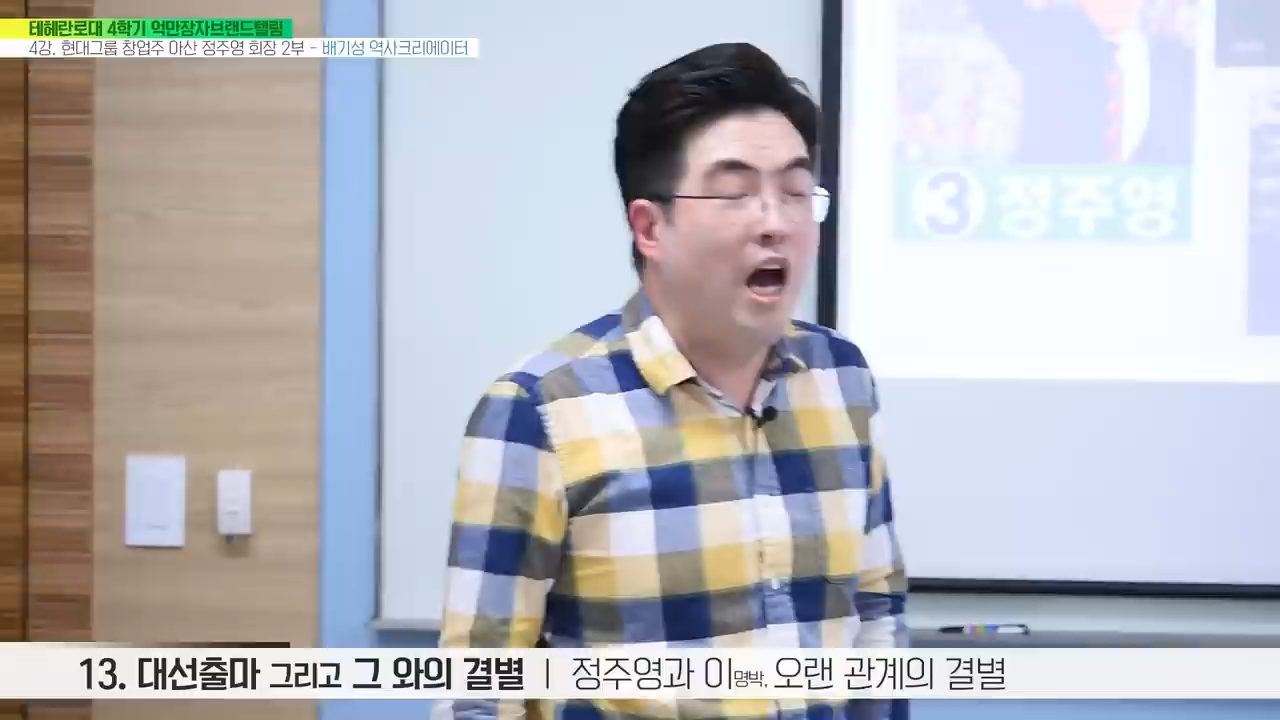 테헤란로대 4학기 억만장자브랜드텔링
4강. 현대그룹 창업주 아산 정주영 회장 2부 - 배기성 역사크리에이터
③ 정주영
13. 대선출마 그리고 그 와의 결별 | 정주영과 이명박, 오랜 관계의 결별